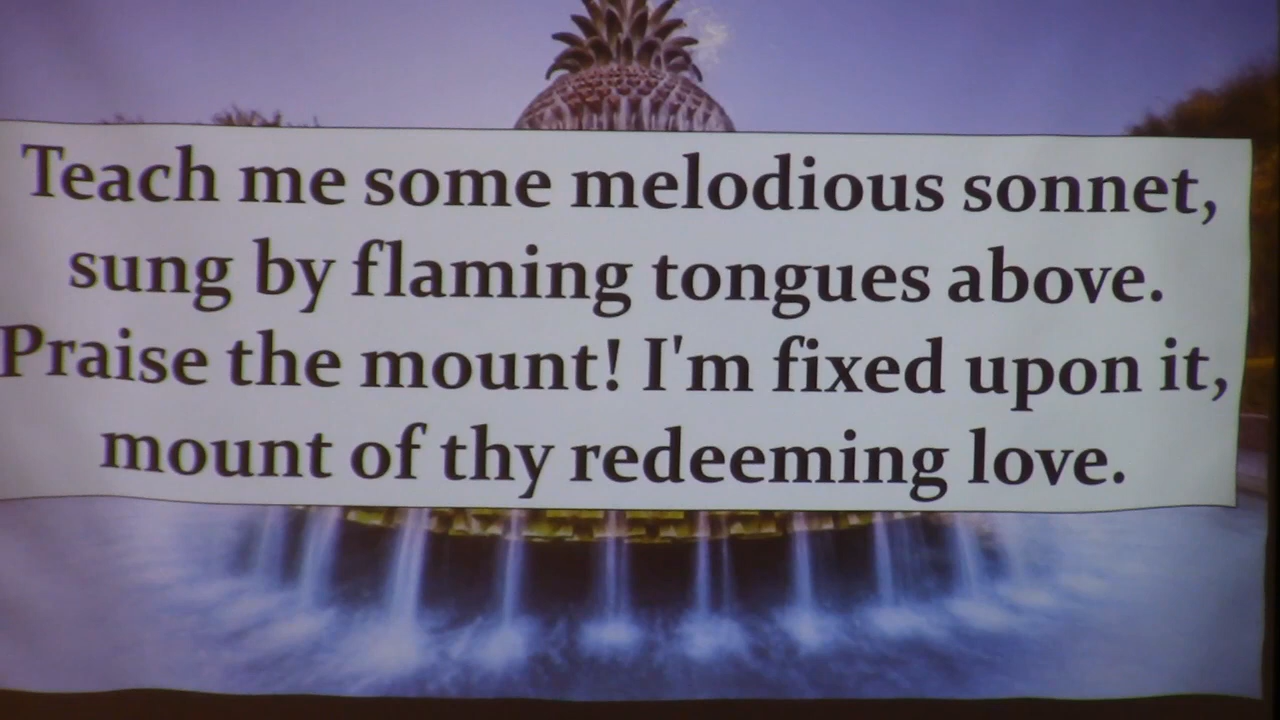 Teach me some melodious sonnet,
sung by flaming tongues above.
Praise the mount! I'm fixed upon it,
mount of thy redeeming love.